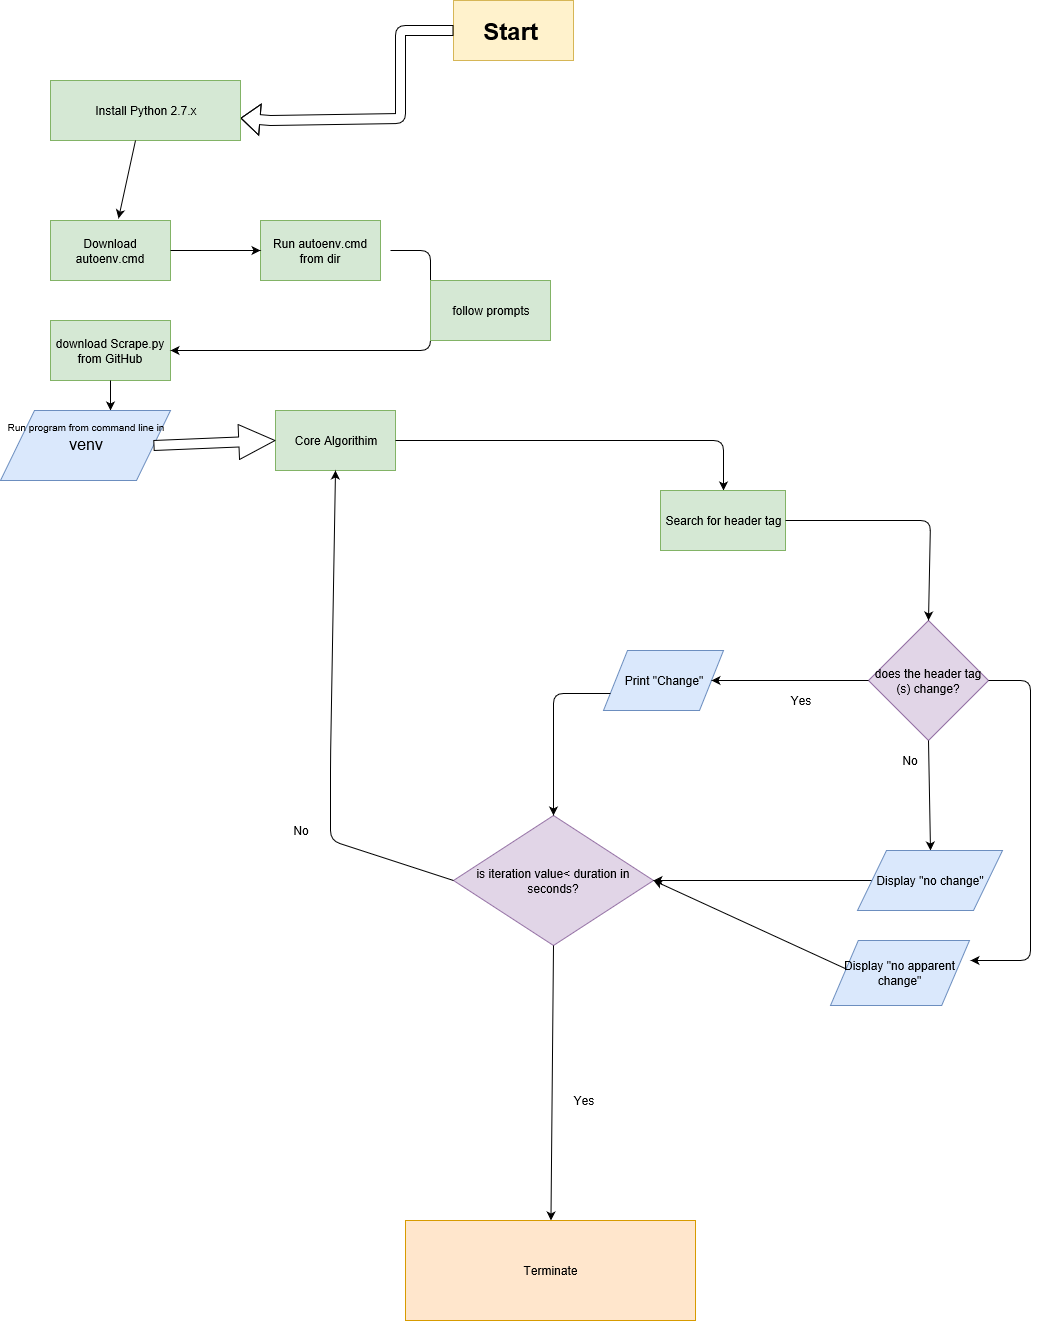 Start
Install Python 2.7.x
Download
autoenv.cmd
Run autoenv.cmd
from dir
follow prompts
download Scrape.py
from GitHub
Run program from command line in
venv
Core Algorithim
Search for header tag
does the header tag
(s) change?
Print "Change"
Yes
No
No
is iteration value< duration in
seconds?
Display "no change"
Display "no apparent
change"
Yes
Terminate